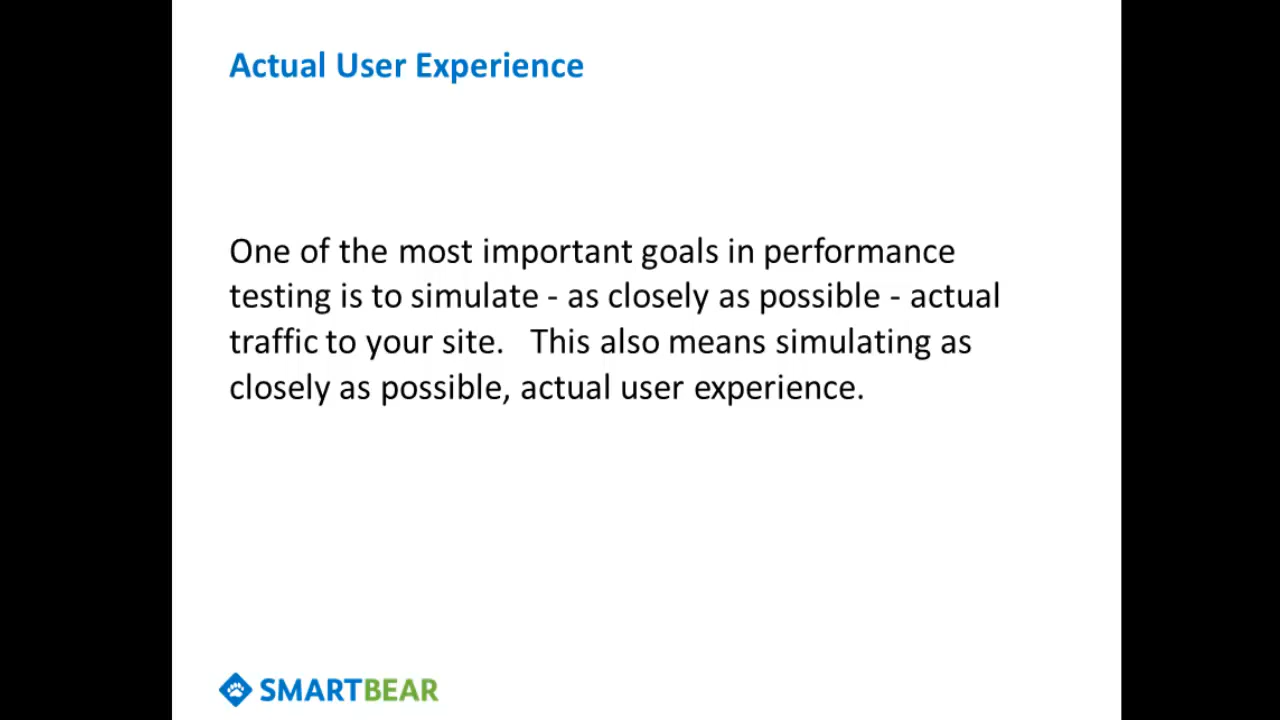 Actual User Experience
One of the most important goals in performance
testing is to simulate - as closely as possible - actual
traffic to your site.   This also means simulating as
closely as possible, actual user experience.
SMARTBEAR